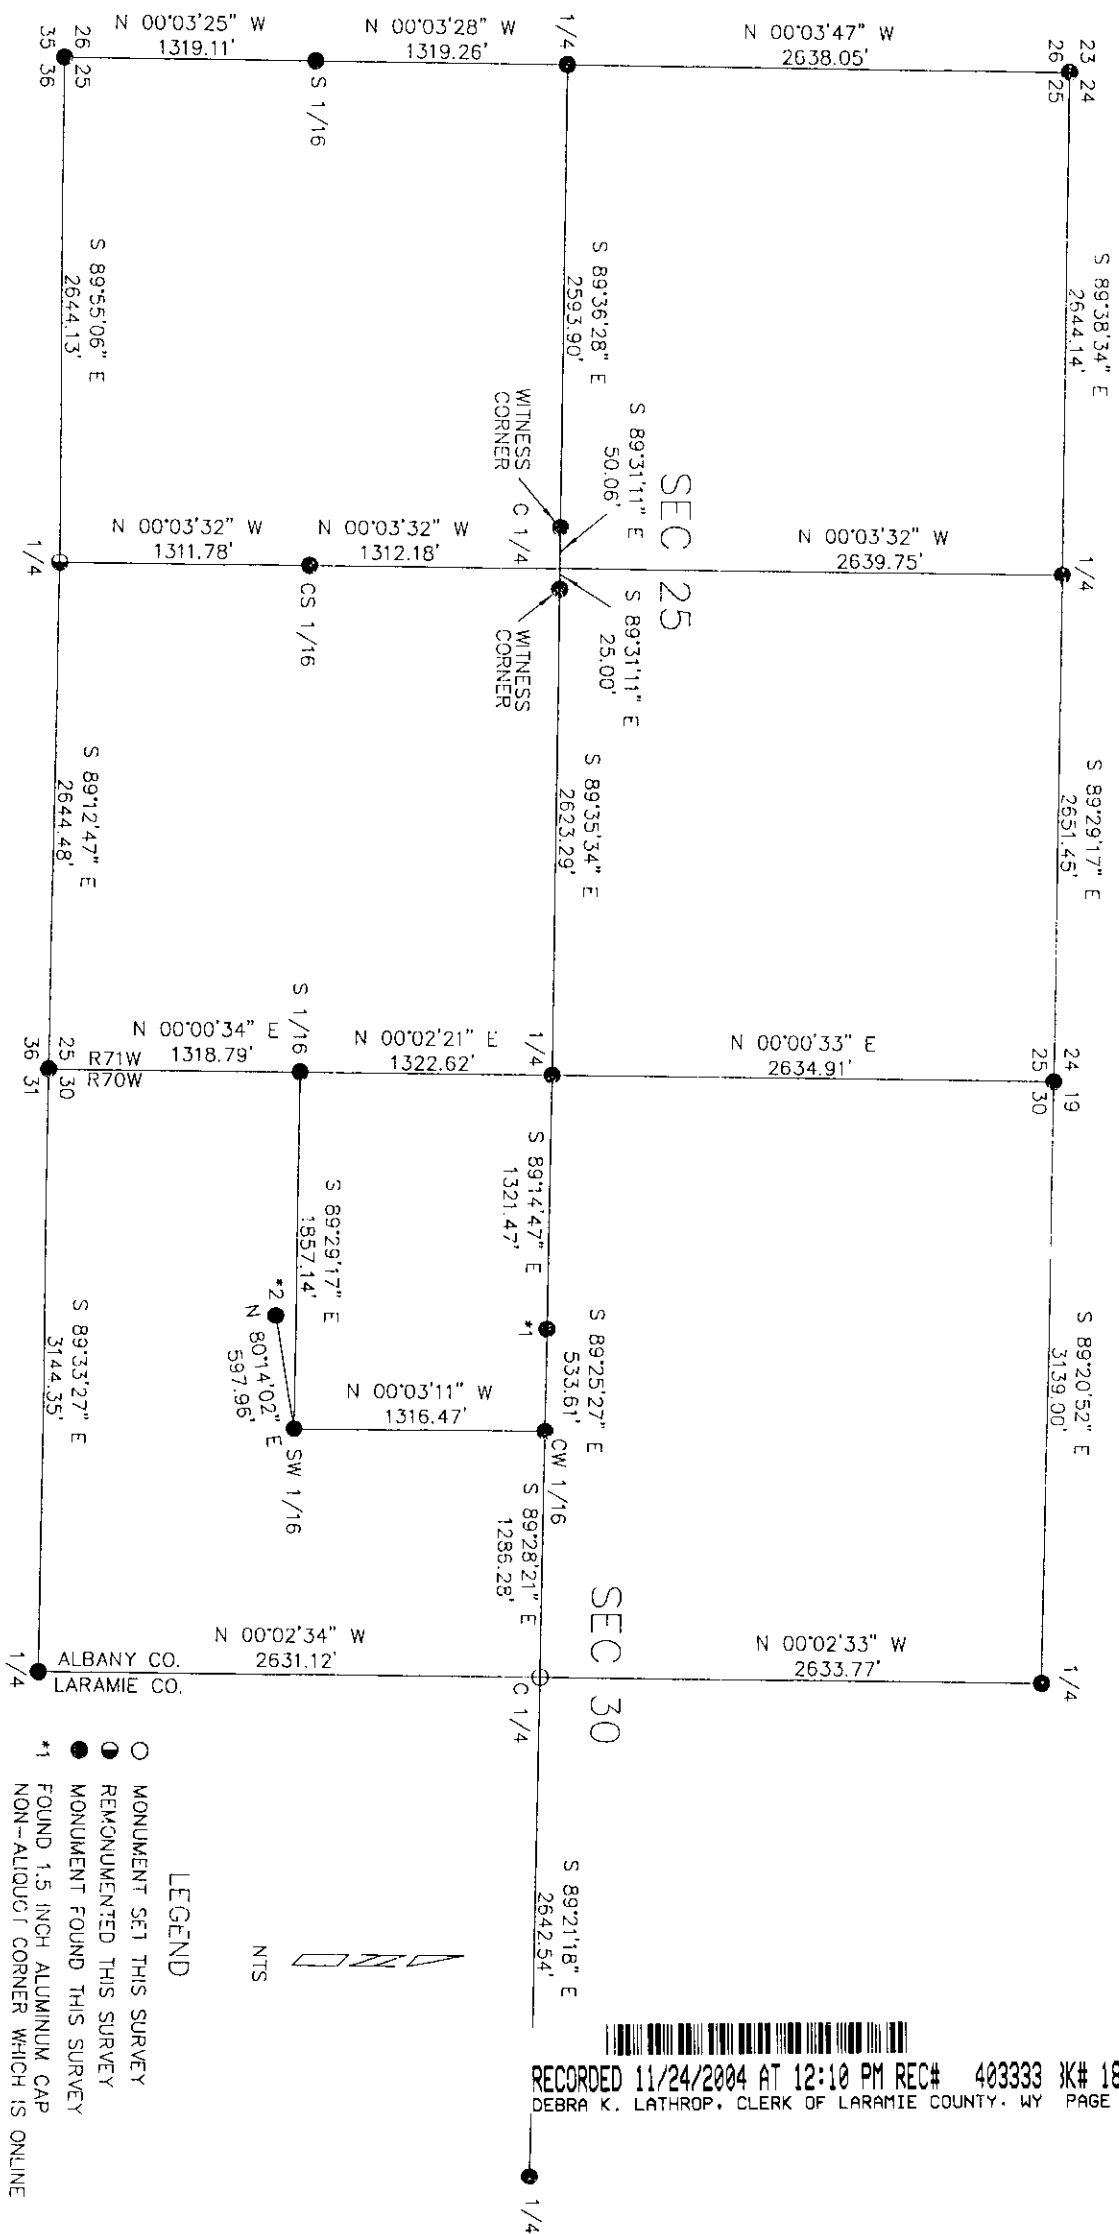 23 24
26 25
S 89°38'34" E
2644.14'
1/4
S 89°29'17" E
2651.45'
24 19
25 30
S 89°20'52" E
3139.00'
1/4
N 00°03'47" W
2638.05'
N 00°03'32" W
2639.75'
N 00°00'33" E
2634.91'
N 00°02'33" W
2633.77'
SEC 25
SEC 30
1/4
S 89°36'28" E
2593.90'
S 89°31'11" E
50.06'
S 89°31'11" E
25.00'
WITNESS
CORNER
C 1/4
WITNESS
CORNER
S 89°35'34" E
2623.29'
1/4
S 89°14'47" E
1321.47'
*1
S 89°25'27" E
533.61'
CW 1/16
S 89°28'21" E
1286.28'
C 1/4
S 89°21'18" E
2642.54'
1/4
N 00°03'28" W
1319.26'
N 00°03'32" W
1312.18'
N 00°02'21" E
1322.62'
N 00°03'11" W
1316.47'
S 1/16
CS 1/16
S 1/16
S 89°29'17" E
1857.14'
*2
N 80°14'02" E
597.96'
SW 1/16
N 00°03'25" W
1319.11'
N 00°03'32" W
1311.78'
N 00°00'34" E
1318.79'
N 00°02'34" W
2631.12'
26 25
35 36
S 89°55'06" E
2644.13'
1/4
S 89°12'47" E
2644.48'
R71W
R70W
25 30
36 31
S 89°33'27" E
3144.35'
ALBANY CO.
LARAMIE CO.
1/4
NTS
LEGEND
MONUMENT SET THIS SURVEY
REMONUMENTED THIS SURVEY
MONUMENT FOUND THIS SURVEY
*1 FOUND 1.5 INCH ALUMINUM CAP
NON-ALIQUOT CORNER WHICH IS ONLINE
RECORDED 11/24/2004 AT 12:10 PM REC# 403333 BK# 18
DEBRA K. LATHROP, CLERK OF LARAMIE COUNTY, WY PAGE